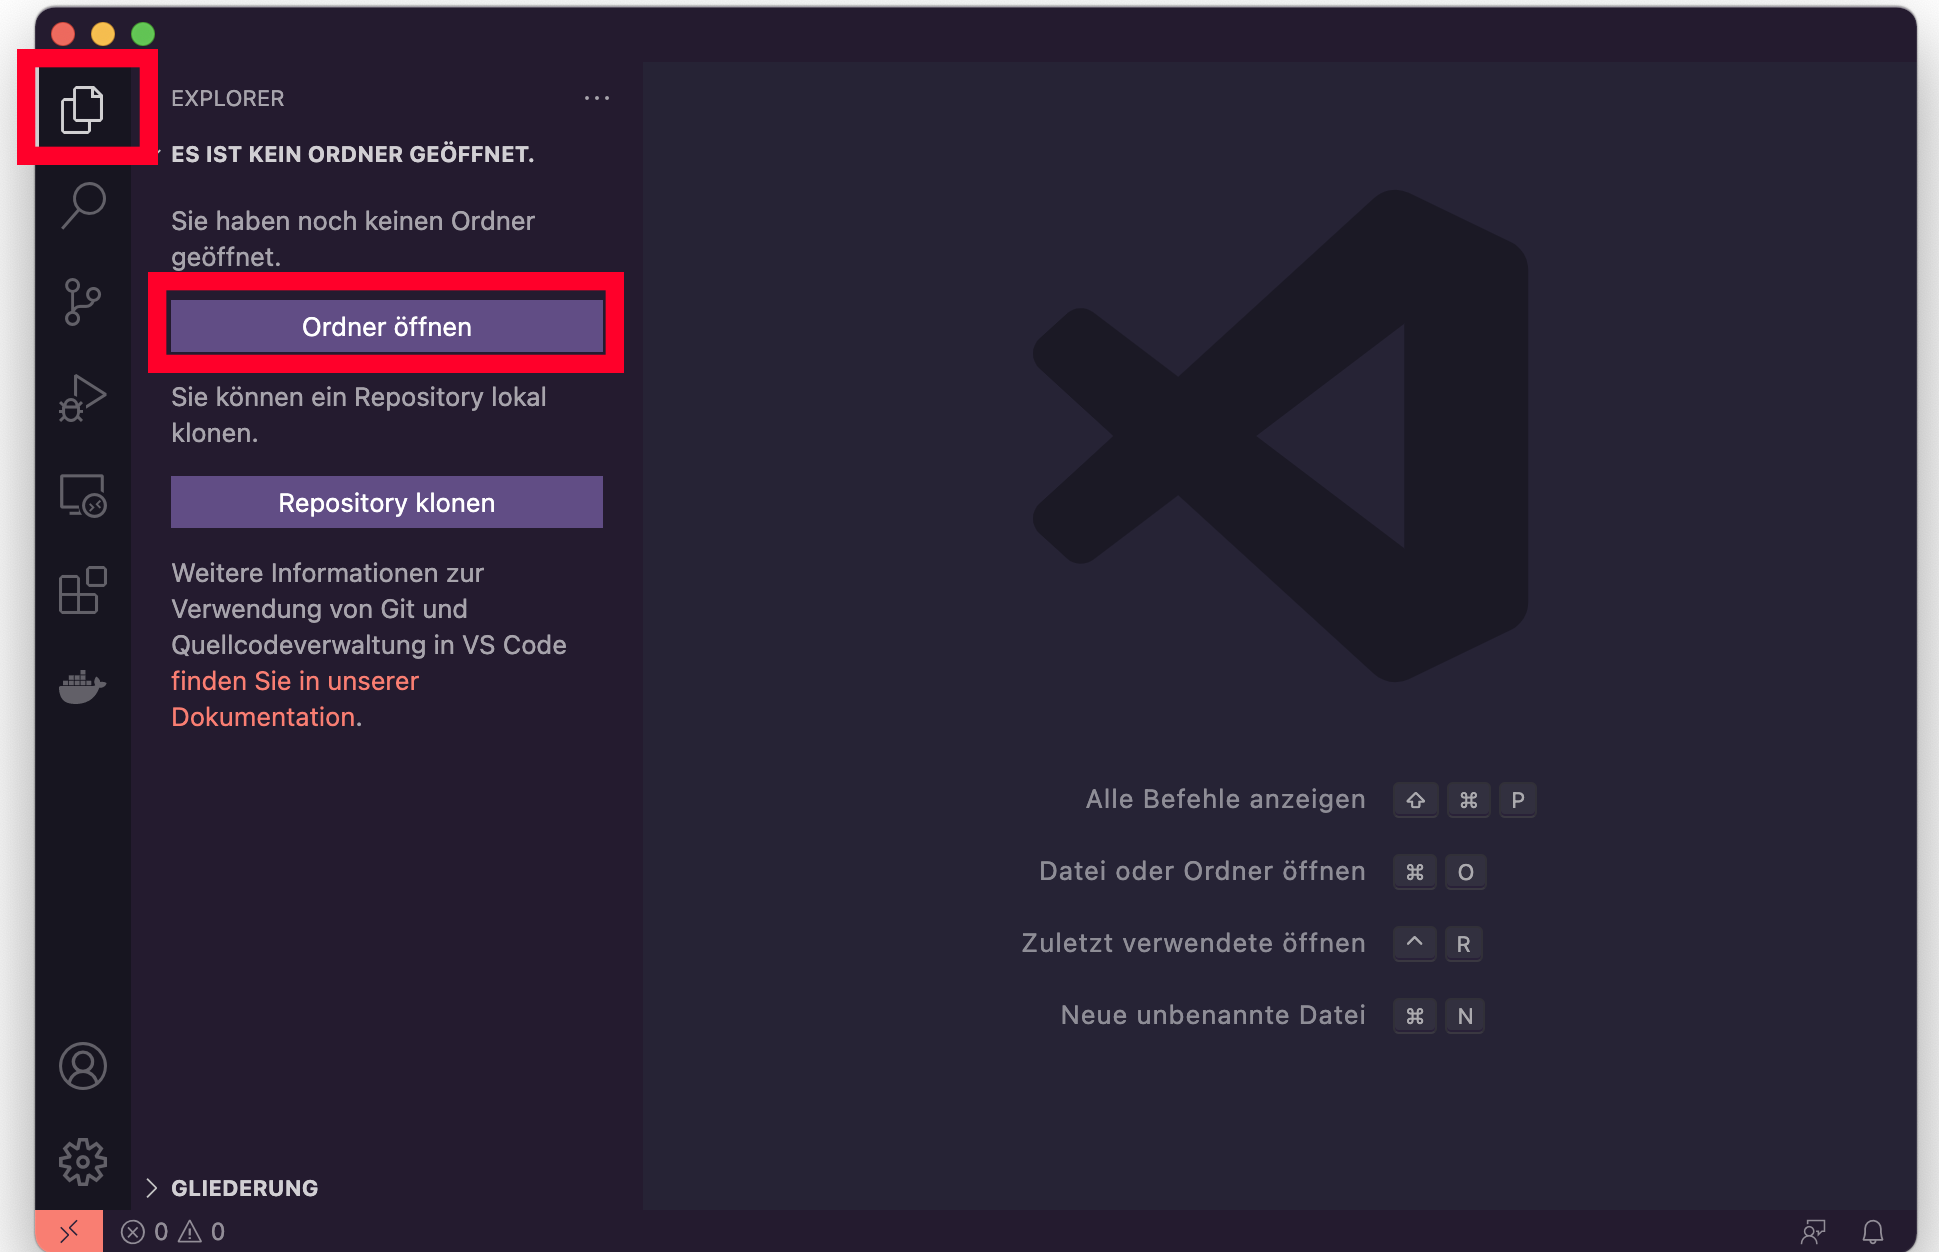 EXPLORER
ES IST KEIN ORDNER GEÖFFNET.
Sie haben noch keinen Ordner
geöffnet.
Ordner öffnen
Sie können ein Repository lokal
klonen.
Repository klonen
Weitere Informationen zur
Verwendung von Git und
Quellcodeverwaltung in VS Code
finden Sie in unserer
Dokumentation.
GLIEDERUNG
Alle Befehle anzeigen ⇧ ⌘ P
Datei oder Ordner öffnen ⌘ O
Zuletzt verwendete öffnen ^ R
Neue unbenannte Datei ⌘ N
0 0